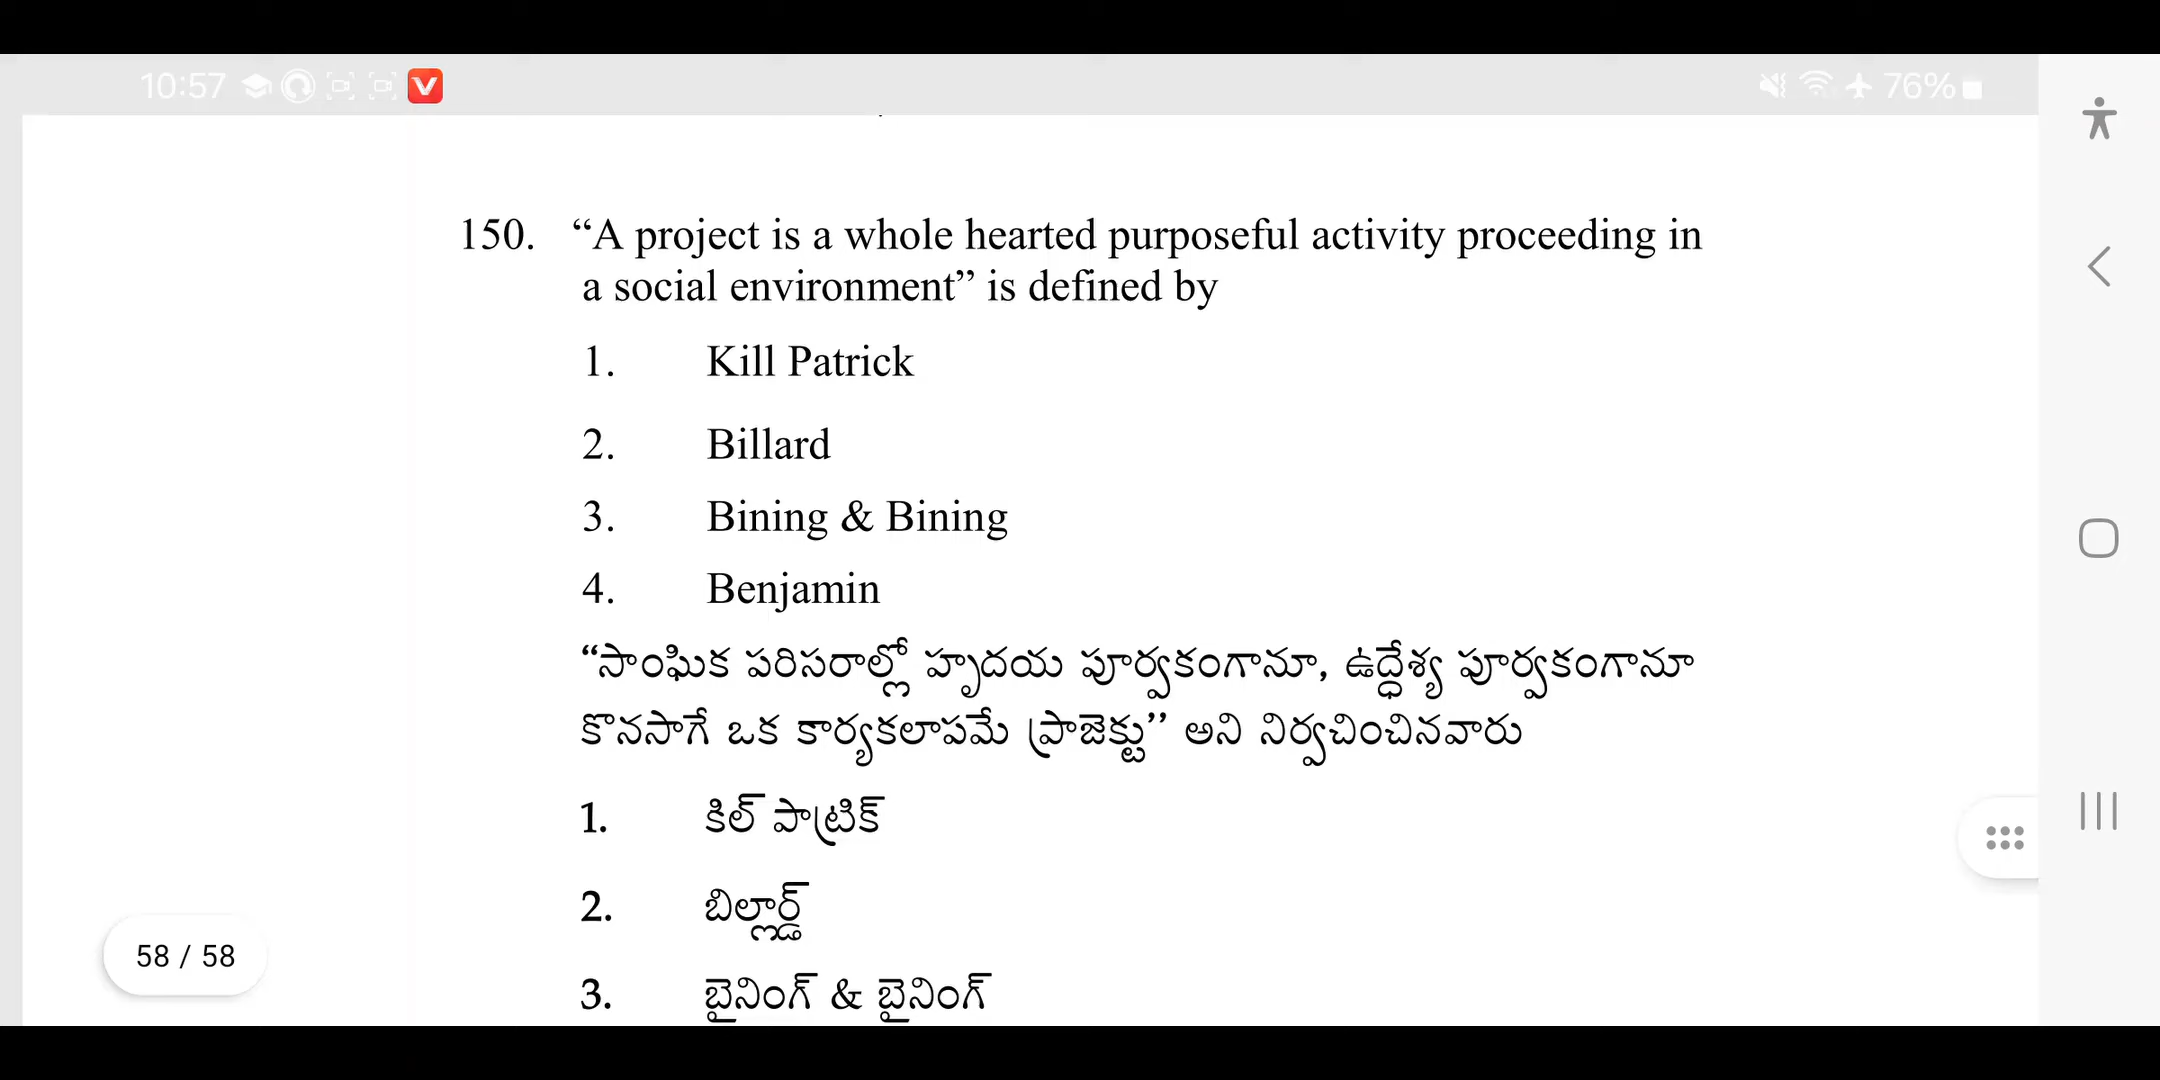 10:57 76%
150. “A project is a whole hearted purposeful activity proceeding in
a social environment” is defined by
1. Kill Patrick
2. Billard
3. Bining & Bining
4. Benjamin
“సాంఘిక పరిసరాల్లో హృదయ పూర్వకంగానూ, ఉద్ధేశ్య పూర్వకంగానూ
కొనసాగే ఒక కార్యకలాపమే ప్రాజెక్టు” అని నిర్వచించినవారు
1. కిల్ పాట్రిక్
2. బిల్లార్డ్
58 / 58
3. బైనింగ్ & బైనింగ్